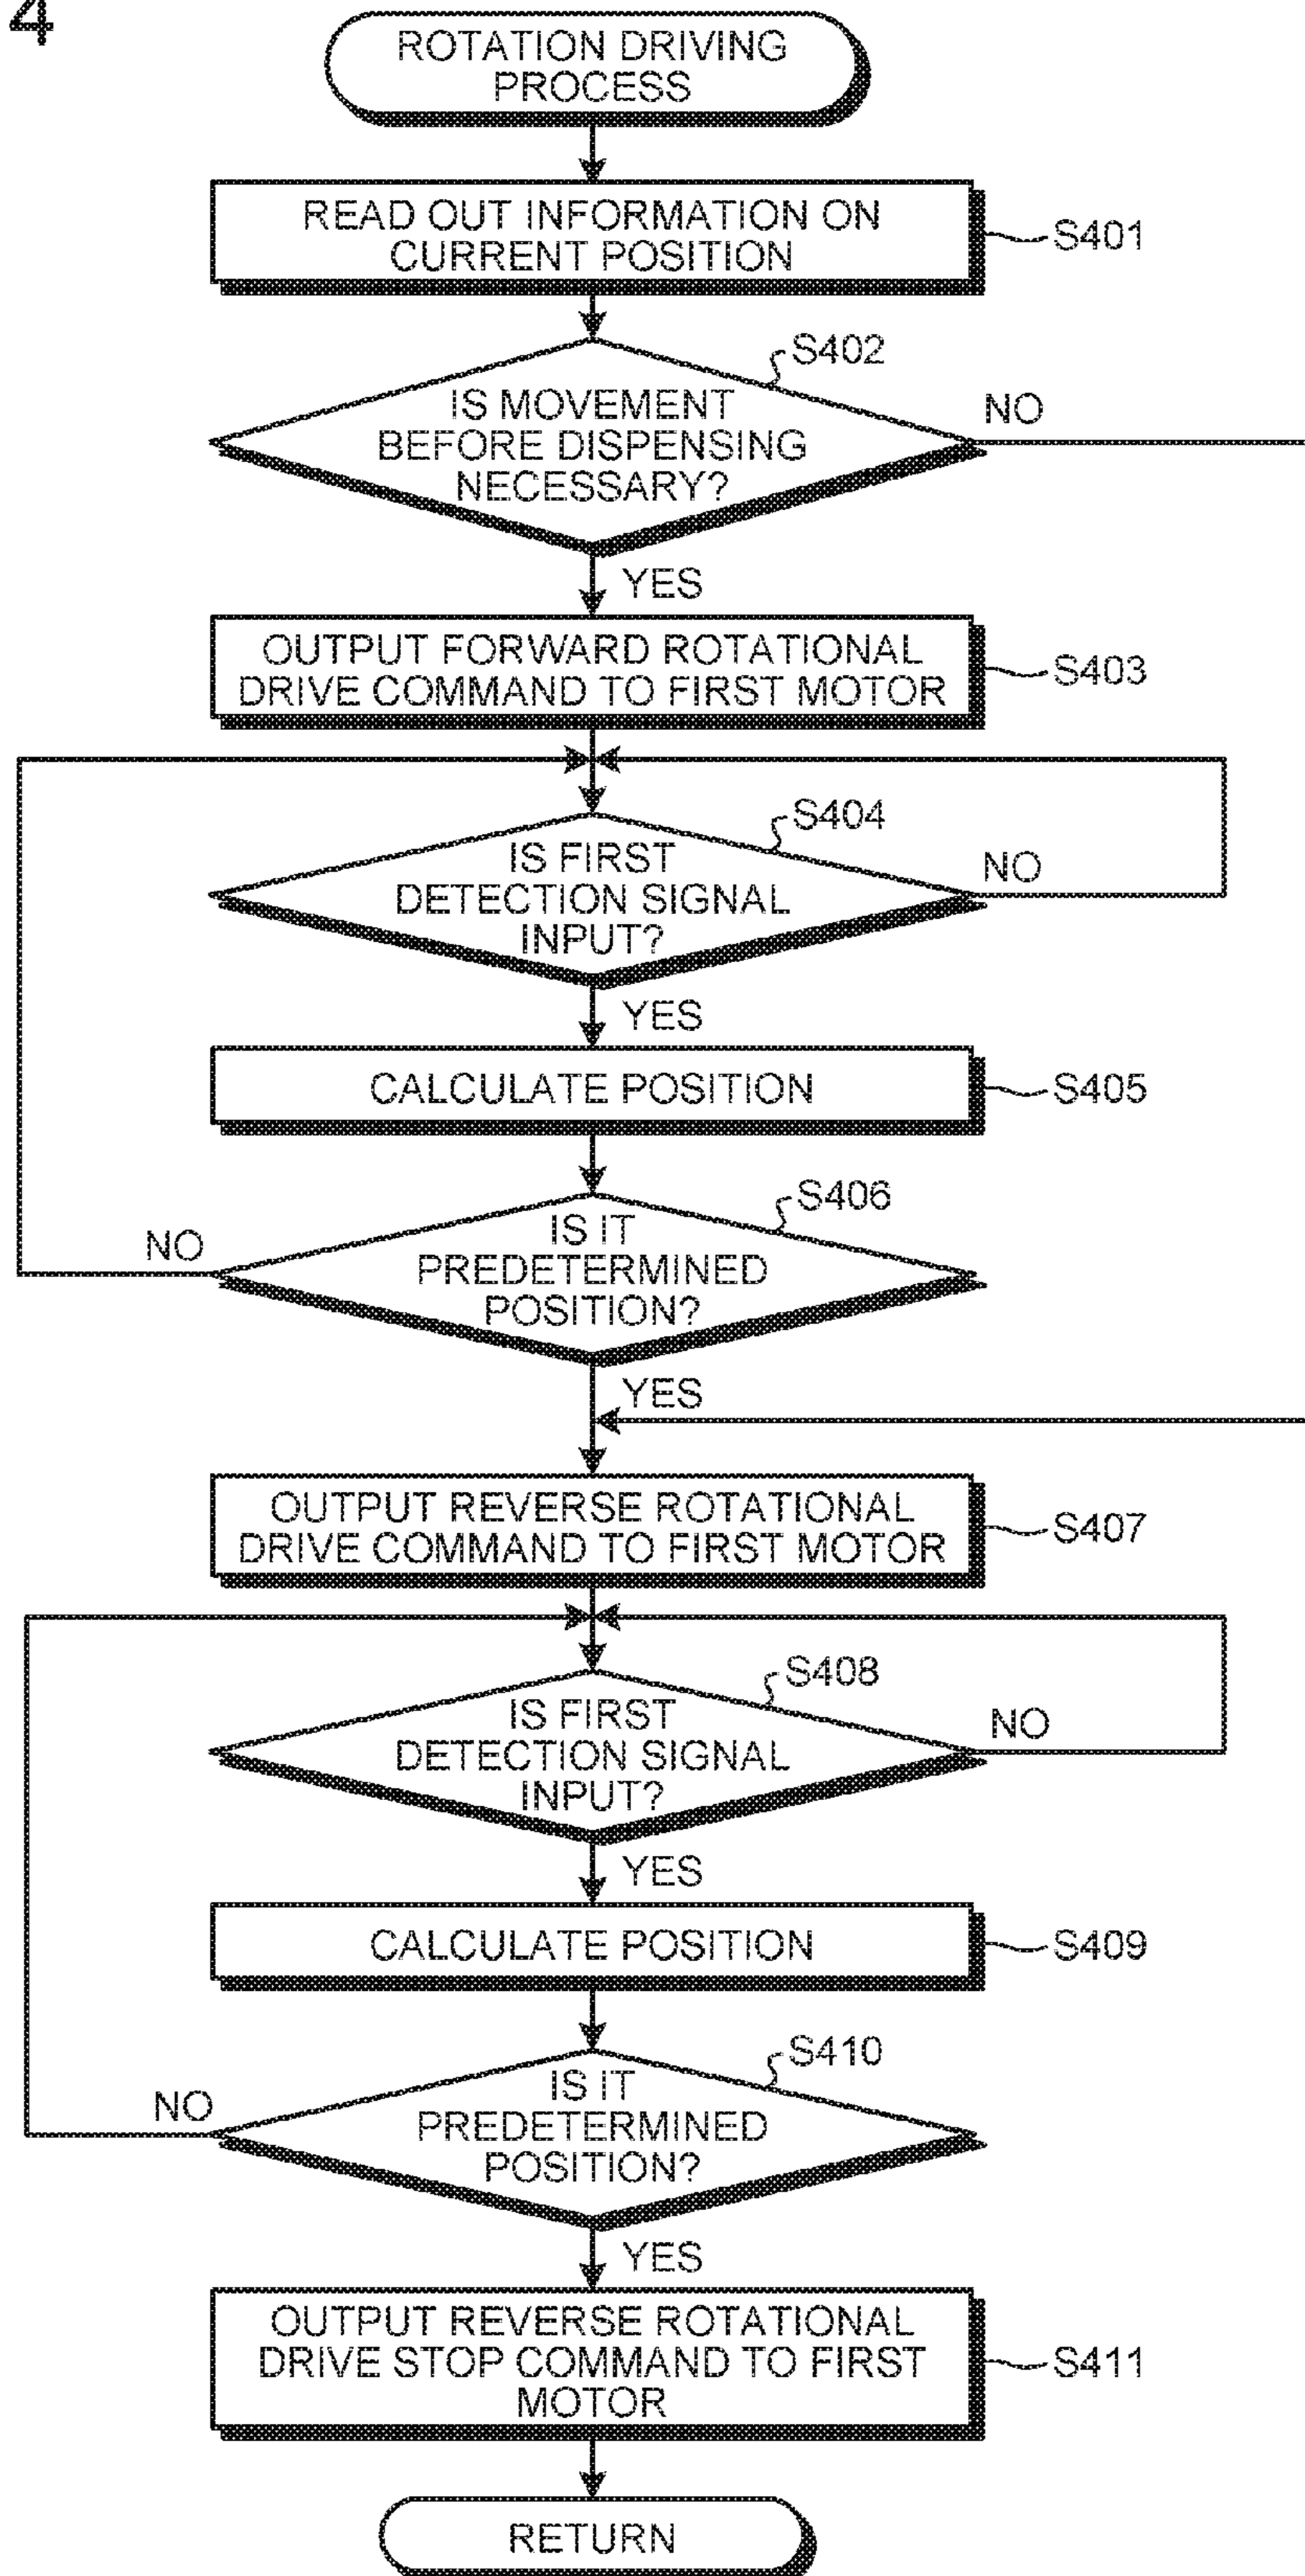 4
ROTATION DRIVING
PROCESS
READ OUT INFORMATION ON
CURRENT POSITION
S401
S402
IS MOVEMENT
BEFORE DISPENSING
NECESSARY?
NO
YES
OUTPUT FORWARD ROTATIONAL
DRIVE COMMAND TO FIRST MOTOR
S403
S404
IS FIRST
DETECTION SIGNAL
INPUT?
NO
YES
CALCULATE POSITION
S405
S406
IS IT
PREDETERMINED
POSITION?
NO
YES
OUTPUT REVERSE ROTATIONAL
DRIVE COMMAND TO FIRST MOTOR
S407
S408
IS FIRST
DETECTION SIGNAL
INPUT?
NO
YES
CALCULATE POSITION
S409
S410
IS IT
PREDETERMINED
POSITION?
NO
YES
OUTPUT REVERSE ROTATIONAL
DRIVE STOP COMMAND TO FIRST
MOTOR
S411
RETURN